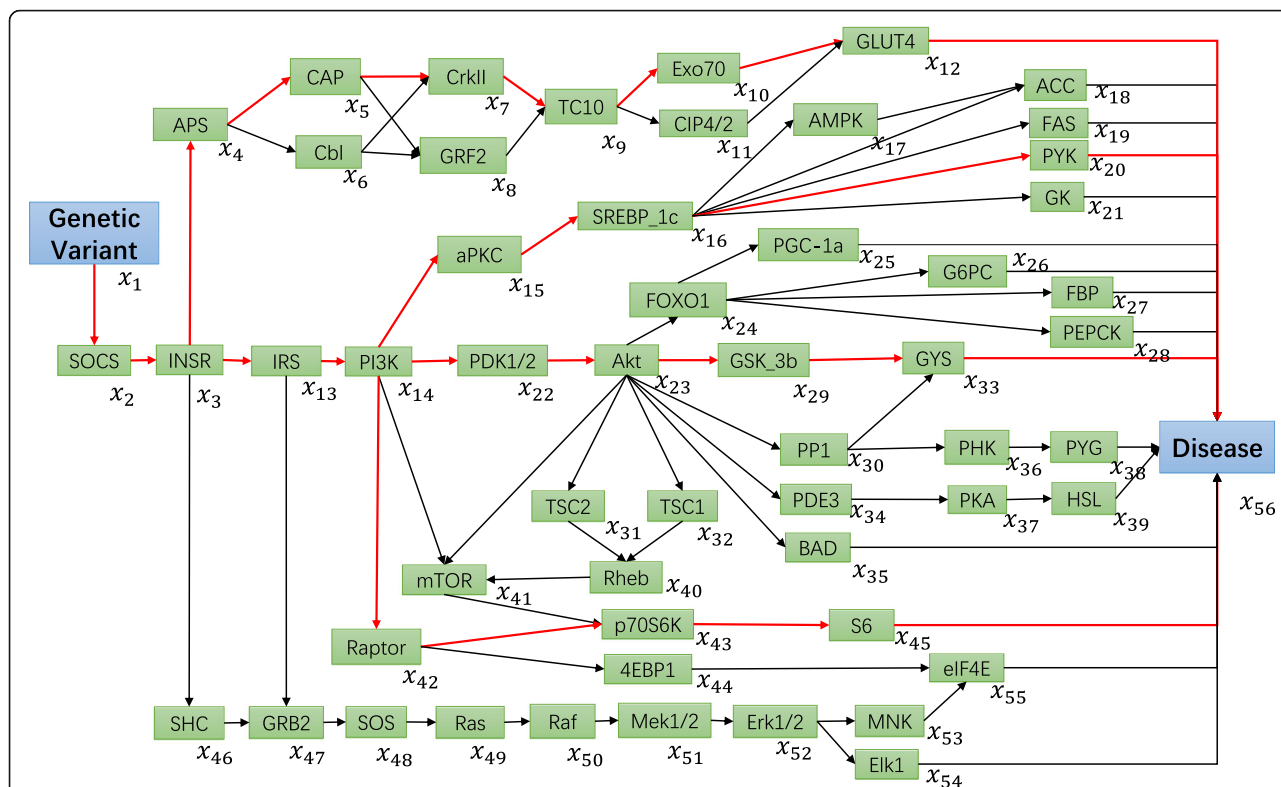 GLUT4
x12
CAP
x5
CrkII
x7
Exo70
x10
ACC
x18
APS
x4
TC10
x9
CIP4/2
x11
AMPK
x17
FAS
x19
Cbl
x6
GRF2
x8
PYK
x20
GK
x21
Genetic
Variant
x1
SREBP_1c
x16
aPKC
x15
PGC-1a
x25
G6PC
x26
FOXO1
x24
FBP
x27
PEPCK
x28
SOCS
x2
INSR
x3
IRS
x13
PI3K
x14
PDK1/2
x22
Akt
x23
GSK_3b
x29
GYS
x33
PP1
x30
PHK
x36
PYG
x38
Disease
x56
TSC2
x31
TSC1
x32
PDE3
x34
PKA
x37
HSL
x39
BAD
x35
mTOR
x41
Rheb
x40
Raptor
x42
p70S6K
x43
S6
x45
4EBP1
x44
eIF4E
x55
SHC
x46
GRB2
x47
SOS
x48
Ras
x49
Raf
x50
Mek1/2
x51
Erk1/2
x52
MNK
x53
Elk1
x54